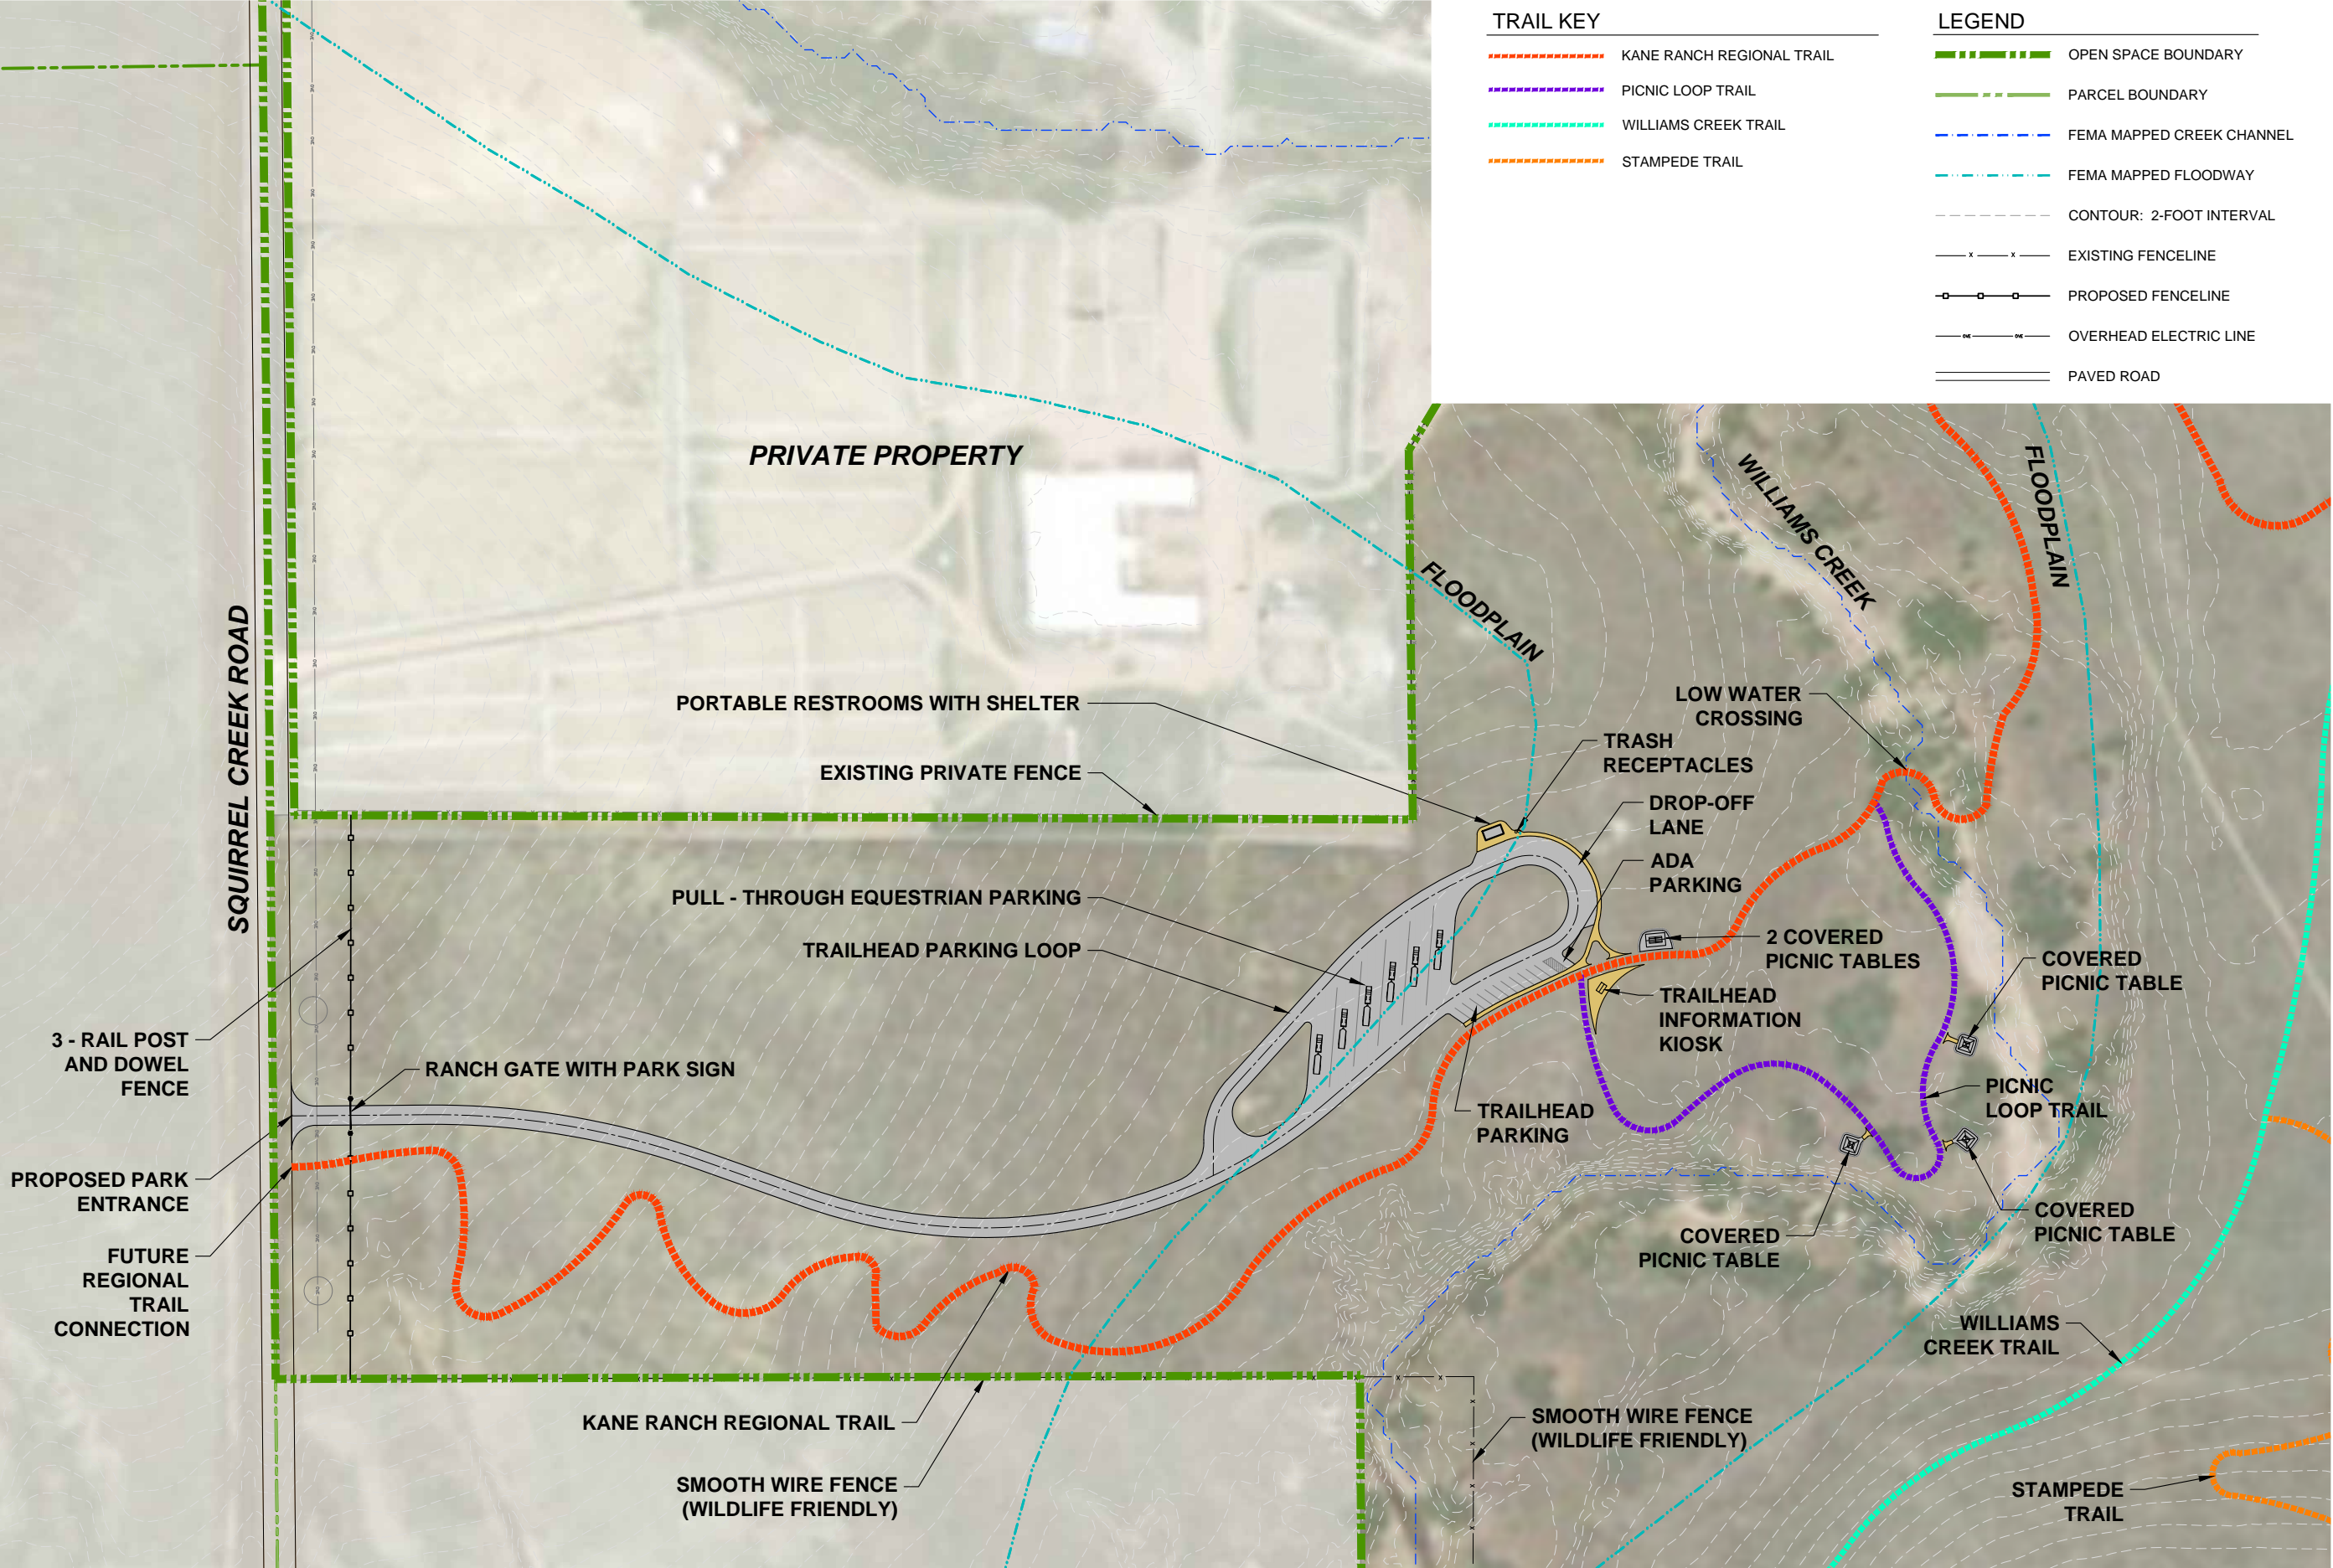 TRAIL KEY
KANE RANCH REGIONAL TRAIL
PICNIC LOOP TRAIL
WILLIAMS CREEK TRAIL
STAMPEDE TRAIL
LEGEND
OPEN SPACE BOUNDARY
PARCEL BOUNDARY
FEMA MAPPED CREEK CHANNEL
FEMA MAPPED FLOODWAY
CONTOUR: 2-FOOT INTERVAL
EXISTING FENCELINE
PROPOSED FENCELINE
OVERHEAD ELECTRIC LINE
PAVED ROAD
PRIVATE PROPERTY
WILLIAMS CREEK
FLOODPLAIN
FLOODPLAIN
SQUIRREL CREEK ROAD
PORTABLE RESTROOMS WITH SHELTER
EXISTING PRIVATE FENCE
LOW WATER
CROSSING
TRASH
RECEPTACLES
DROP-OFF
LANE
ADA
PARKING
PULL - THROUGH EQUESTRIAN PARKING
TRAILHEAD PARKING LOOP
2 COVERED
PICNIC TABLES
COVERED
PICNIC TABLE
TRAILHEAD
INFORMATION
KIOSK
3 - RAIL POST
AND DOWEL
FENCE
RANCH GATE WITH PARK SIGN
PICNIC
LOOP TRAIL
TRAILHEAD
PARKING
PROPOSED PARK
ENTRANCE
COVERED
PICNIC TABLE
COVERED
PICNIC TABLE
FUTURE
REGIONAL
TRAIL
CONNECTION
WILLIAMS
CREEK TRAIL
KANE RANCH REGIONAL TRAIL
SMOOTH WIRE FENCE
(WILDLIFE FRIENDLY)
SMOOTH WIRE FENCE
(WILDLIFE FRIENDLY)
STAMPEDE
TRAIL